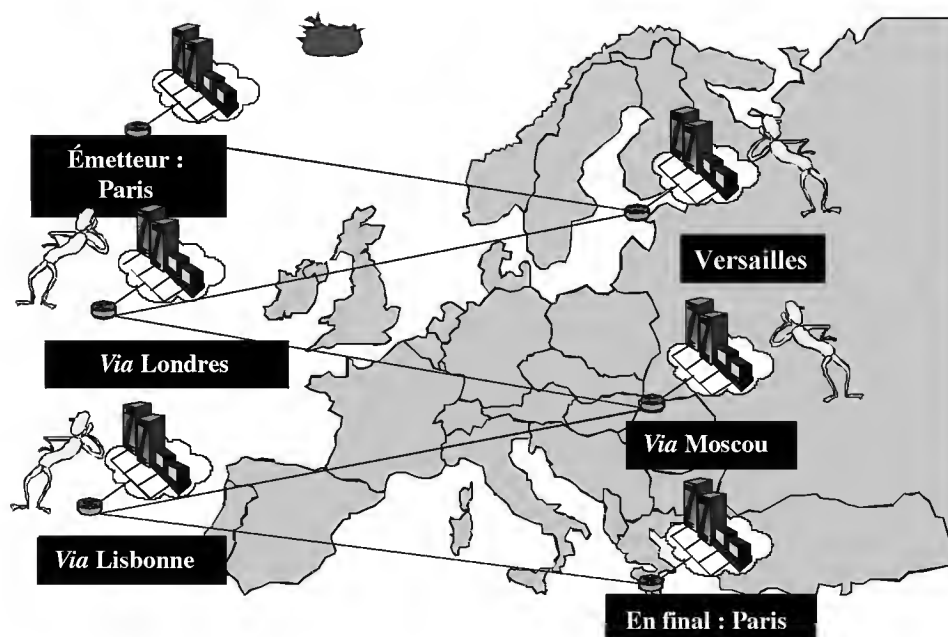 Émetteur :
Paris
Versailles
Via Londres
Via Moscou
Via Lisbonne
En final : Paris